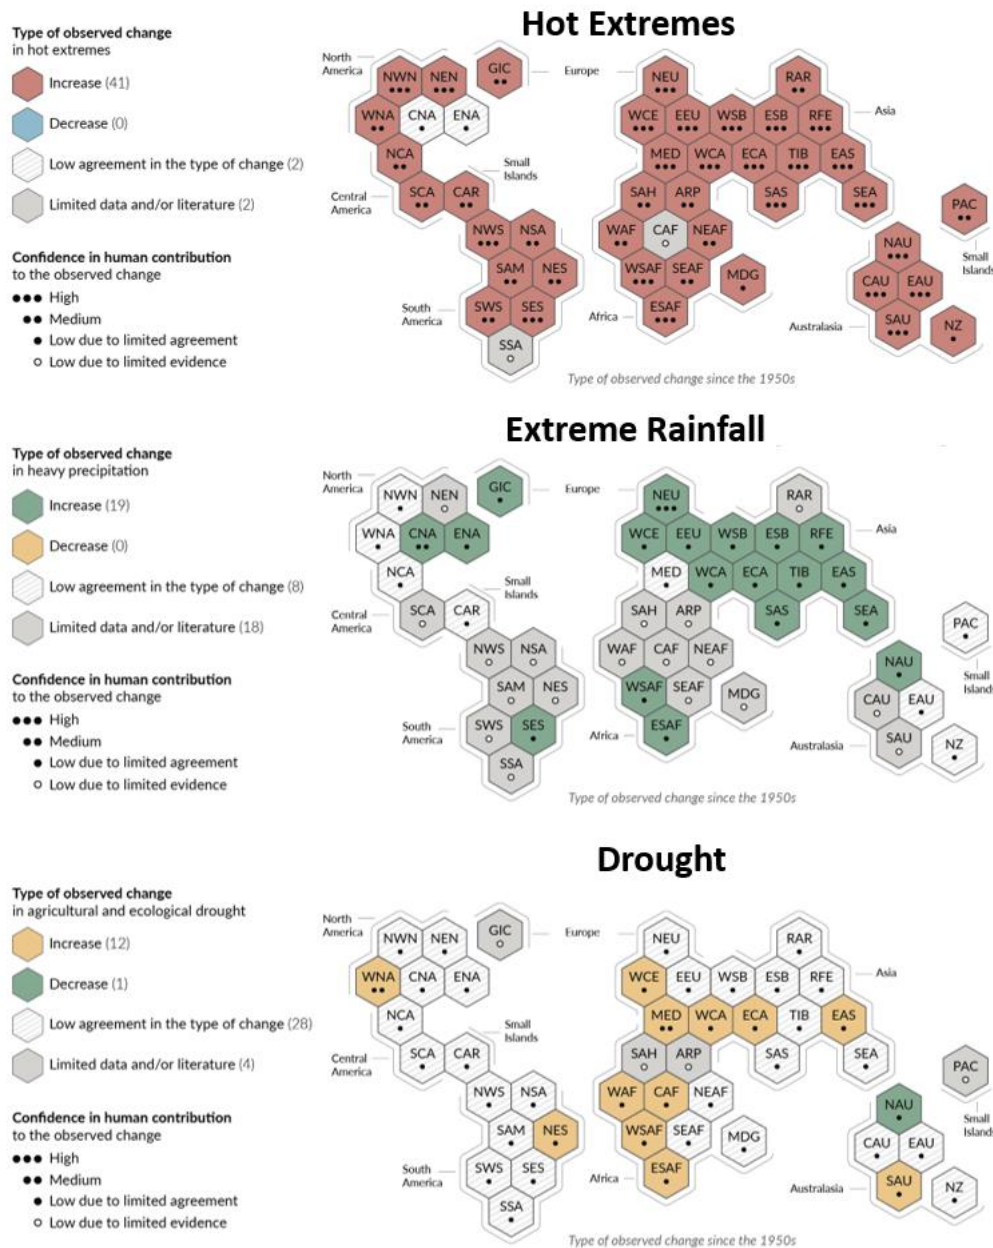 Hot Extremes
Type of observed change
in hot extremes
Increase (41)
Decrease (0)
Low agreement in the type of change (2)
Limited data and/or literature (2)
Confidence in human contribution
to the observed change
High
Medium
Low due to limited agreement
Low due to limited evidence
North America
Europe
Asia
Small Islands
Central America
South America
Africa
Small Islands
Australasia
NWN NEN GIC NEU RAR
WNA CNA ENA WCE EEU WSB ESB RFE
NCA MED WCA ECA TIB EAS
SCA CAR SAH ARP SAS SEA PAC
NWS NSA WAF CAF NEAF NAU
SAM NES WSAF SEAF MDG CAU EAU
SWS SES ESAF SAU NZ
SSA
Type of observed change since the 1950s
Extreme Rainfall
Type of observed change
in heavy precipitation
Increase (19)
Decrease (0)
Low agreement in the type of change (8)
Limited data and/or literature (18)
Confidence in human contribution
to the observed change
High
Medium
Low due to limited agreement
Low due to limited evidence
North America
Europe
Asia
Small Islands
Central America
South America
Africa
Small Islands
Australasia
NWN NEN GIC NEU RAR
WNA CNA ENA WCE EEU WSB ESB RFE
NCA MED WCA ECA TIB EAS
SCA CAR SAH ARP SAS SEA PAC
NWS NSA WAF CAF NEAF NAU
SAM NES WSAF SEAF MDG CAU EAU
SWS SES ESAF SAU NZ
SSA
Type of observed change since the 1950s
Drought
Type of observed change
in agricultural and ecological drought
Increase (12)
Decrease (1)
Low agreement in the type of change (28)
Limited data and/or literature (4)
Confidence in human contribution
to the observed change
High
Medium
Low due to limited agreement
Low due to limited evidence
North America
Europe
Asia
Small Islands
Central America
South America
Africa
Small Islands
Australasia
NWN NEN GIC NEU RAR
WNA CNA ENA WCE EEU WSB ESB RFE
NCA MED WCA ECA TIB EAS
SCA CAR SAH ARP SAS SEA PAC
NWS NSA WAF CAF NEAF NAU
SAM NES WSAF SEAF MDG CAU EAU
SWS SES ESAF SAU NZ
SSA
Type of observed change since the 1950s